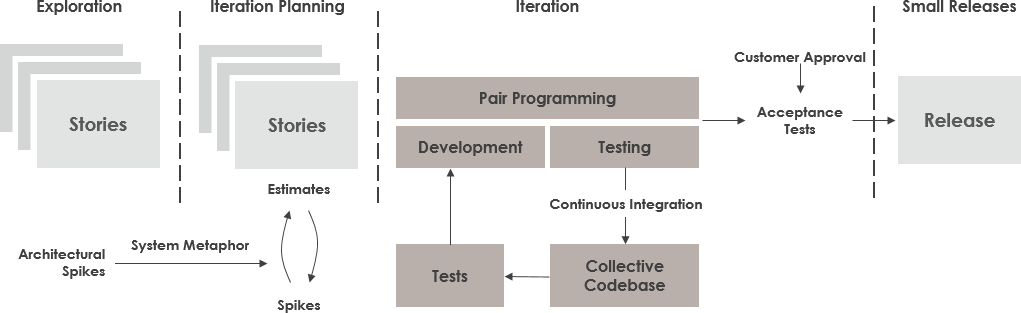 Exploration
Iteration Planning
Iteration
Small Releases
Stories
Stories
Estimates
Architectural
Spikes
System Metaphor
Spikes
Pair Programming
Development
Testing
Continuous Integration
Tests
Collective
Codebase
Customer Approval
Acceptance
Tests
Release